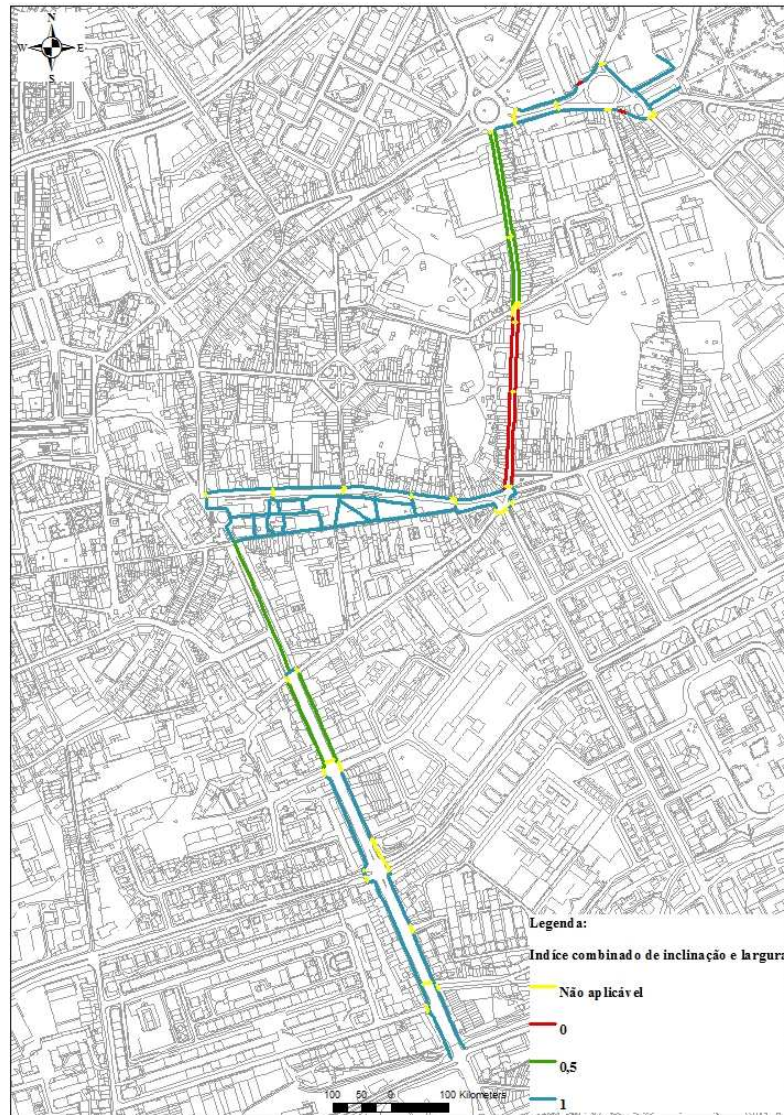 N
W E
S
Legenda:
Indice combinado de inclinação e largura
Não aplicável
0
0,5
1
100 50 0 100 Kilometers